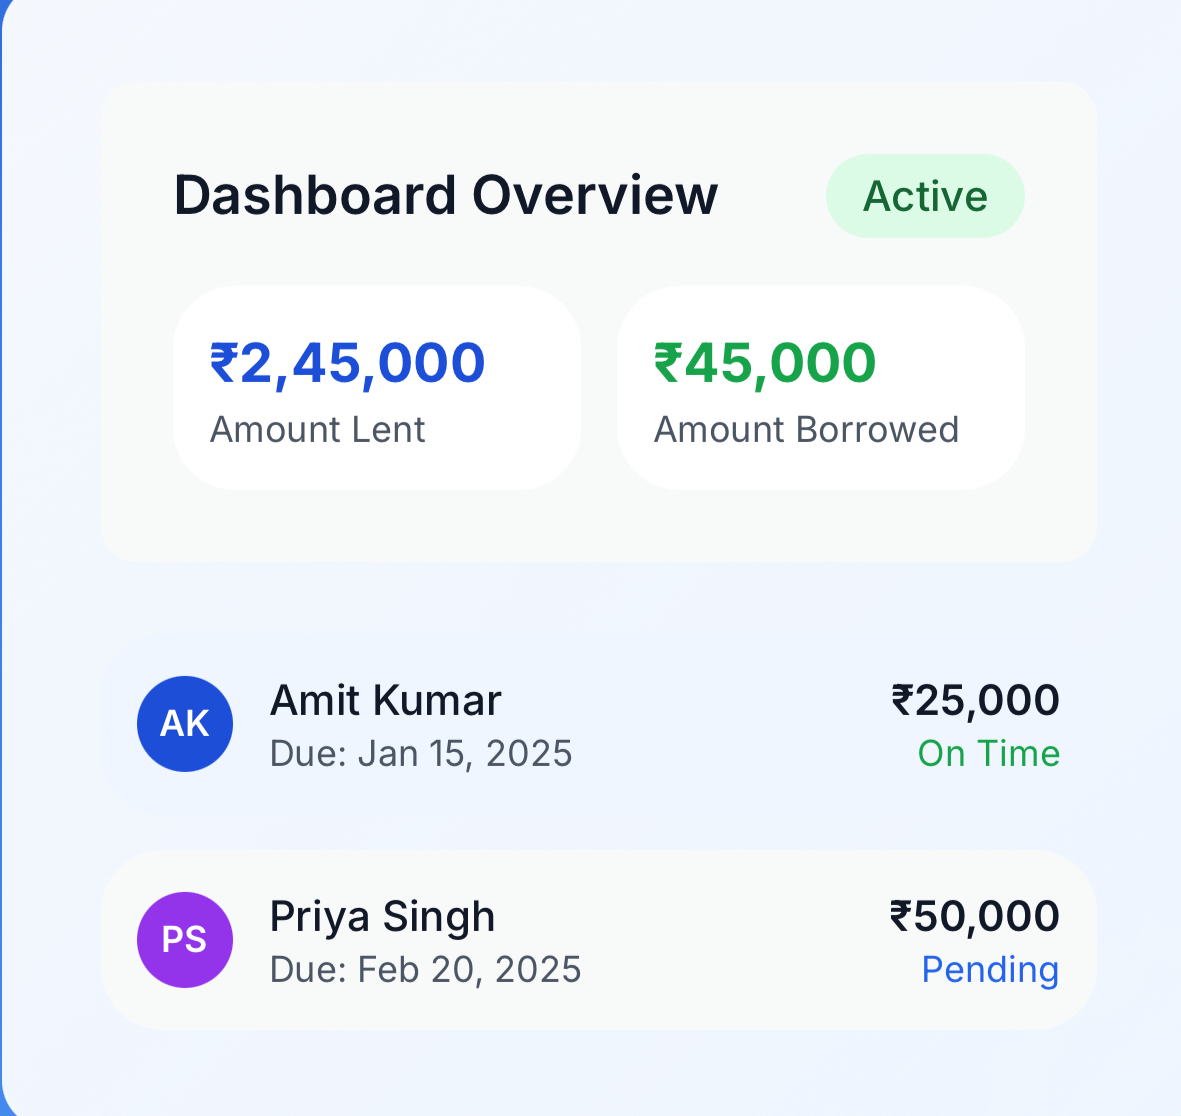 Dashboard Overview
Active
₹2,45,000
Amount Lent
₹45,000
Amount Borrowed
AK
Amit Kumar
Due: Jan 15, 2025
₹25,000
On Time
PS
Priya Singh
Due: Feb 20, 2025
₹50,000
Pending